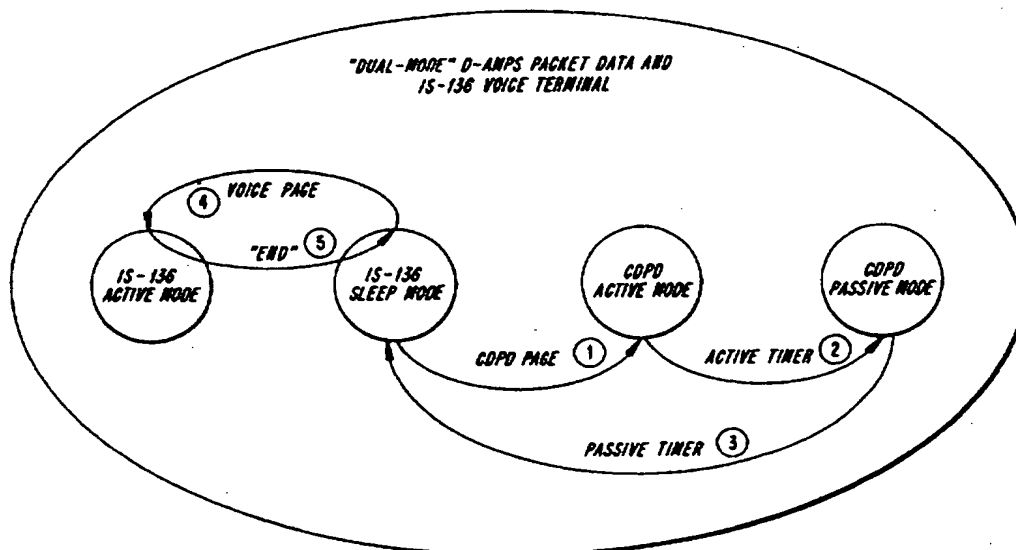 "DUAL-MODE" D-AMPS PACKET DATA AND
IS-136 VOICE TERMINAL
4 VOICE PAGE
"END" 5
IS-136
ACTIVE MODE
IS-136
SLEEP MODE
CDPD
ACTIVE MODE
CDPD
PASSIVE MODE
CDPD PAGE 1
ACTIVE TIMER 2
PASSIVE TIMER 3